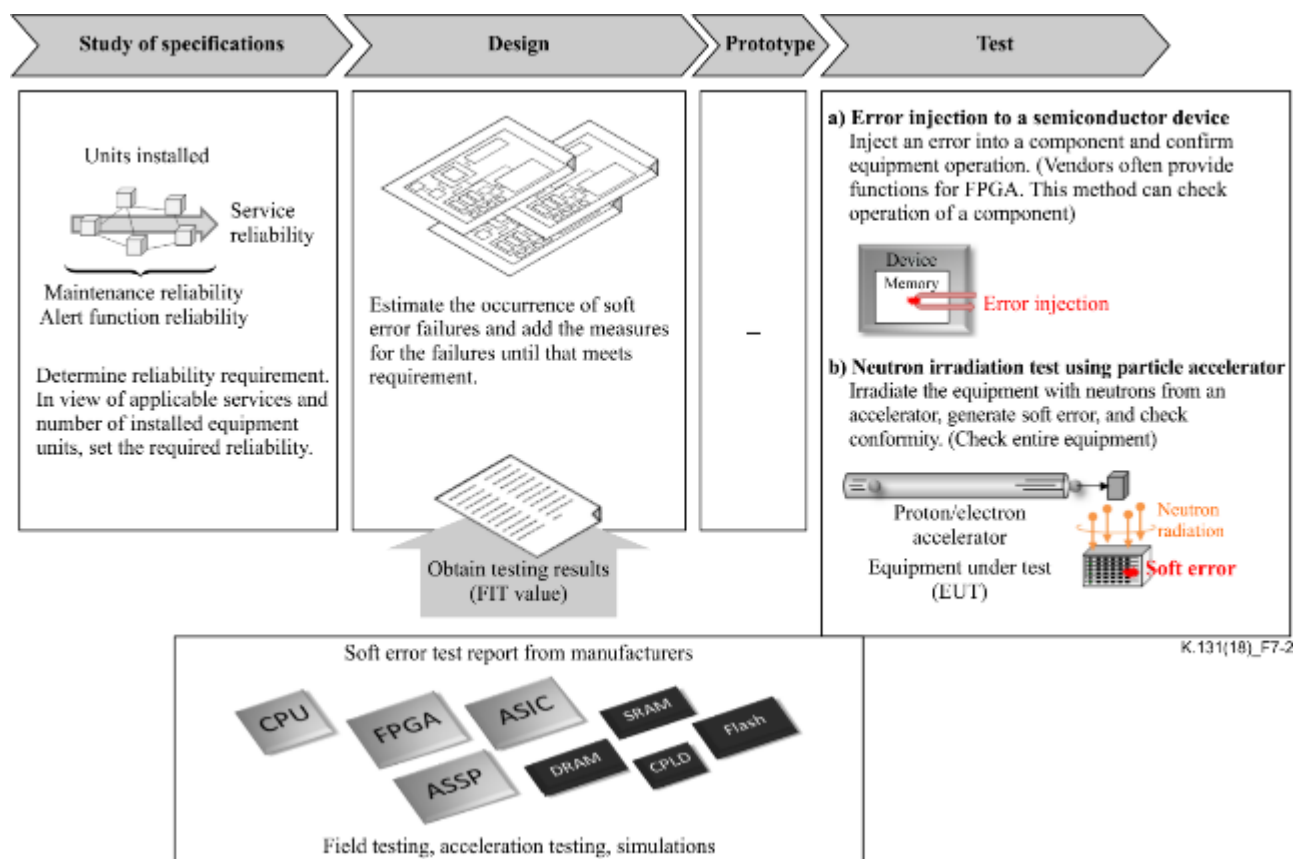 Study of specifications
Design
Prototype
Test
Units installed
Service
reliability
Maintenance reliability
Alert function reliability
Determine reliability requirement.
In view of applicable services and
number of installed equipment
units, set the required reliability.
Estimate the occurrence of soft
error failures and add the measures
for the failures until that meets
requirement.
Obtain testing results
(FIT value)
–
a) Error injection to a semiconductor device
Inject an error into a component and confirm
equipment operation. (Vendors often provide
functions for FPGA. This method can check
operation of a component)
Device
Memory
Error injection
b) Neutron irradiation test using particle accelerator
Irradiate the equipment with neutrons from an
accelerator, generate soft error, and check
conformity. (Check entire equipment)
Proton/electron
accelerator
Neutron
radiation
Equipment under test
(EUT)
Soft error
K.131(18)_F7-2
Soft error test report from manufacturers
CPU
FPGA
ASIC
SRAM
Flash
ASSP
DRAM
CPLD
Field testing, acceleration testing, simulations